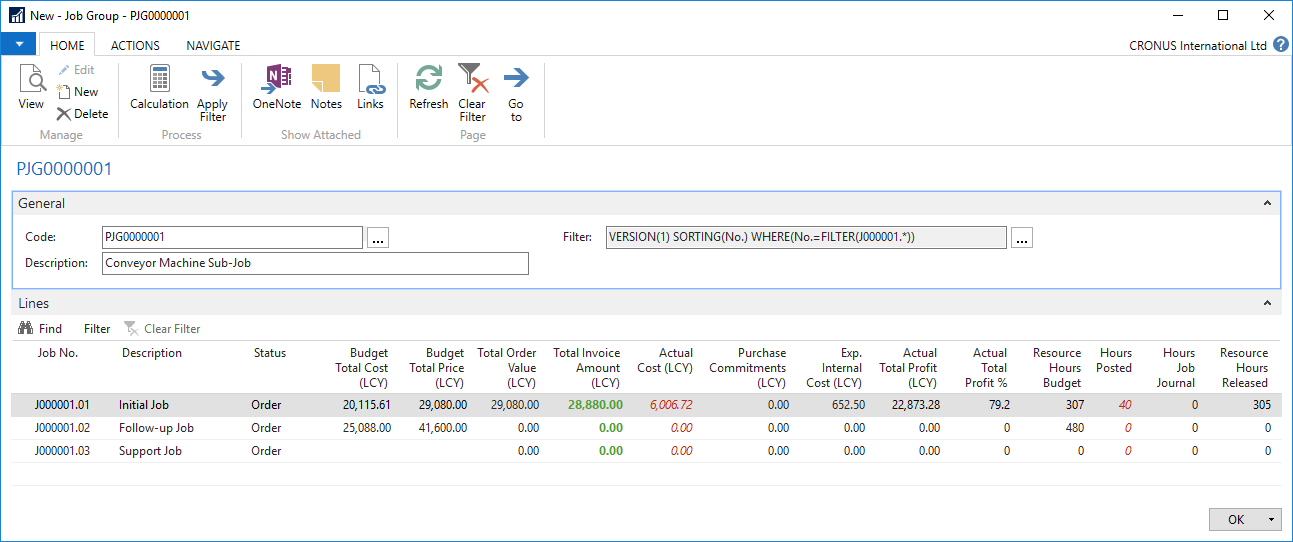 New - Job Group - PJG0000001
HOME ACTIONS NAVIGATE CRONUS International Ltd ?
View Edit New Delete
Manage
Calculation Apply Filter
Process
OneNote Notes Links
Show Attached
Refresh Clear Filter Go to
Page
PJG0000001
General
Code: PJG0000001 ... Filter: VERSION(1) SORTING(No.) WHERE(No.=FILTER(J000001.*)) ...
Description: Conveyor Machine Sub-Job
Lines
Find Filter Clear Filter
Job No. Description Status Budget Total Cost (LCY) Budget Total Price (LCY) Total Order Value (LCY) Total Invoice Amount (LCY) Actual Cost (LCY) Purchase Commitments (LCY) Exp. Internal Cost (LCY) Actual Total Profit (LCY) Actual Total Profit % Resource Hours Budget Hours Posted Hours Job Journal Resource Hours Released
J000001.01 Initial Job Order 20,115.61 29,080.00 29,080.00 28,880.00 6,006.72 0.00 652.50 22,873.28 79.2 307 40 0 305
J000001.02 Follow-up Job Order 25,088.00 41,600.00 0.00 0.00 0.00 0.00 0.00 0.00 0 480 0 0 0
J000001.03 Support Job Order 0.00 0.00 0.00 0.00 0.00 0.00 0 0 0 0 0
OK